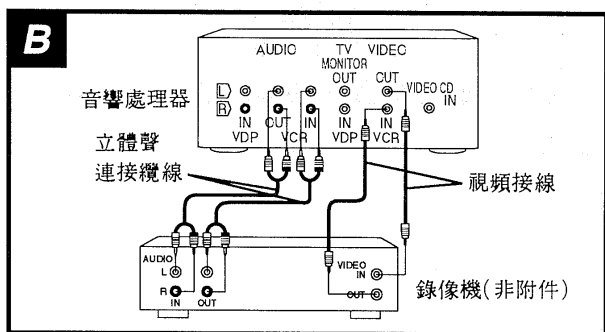 B
AUDIO
TV VIDEO
MONITOR
OUT OUT
VIDEO CD
IN
L
R
音響處理器
IN OUT IN IN IN
VDP VCR VDP VCR
立體聲
連接纜線
視頻接線
AUDIO
L
R
IN OUT
VIDEO
IN
OUT
錄像機(非附件)